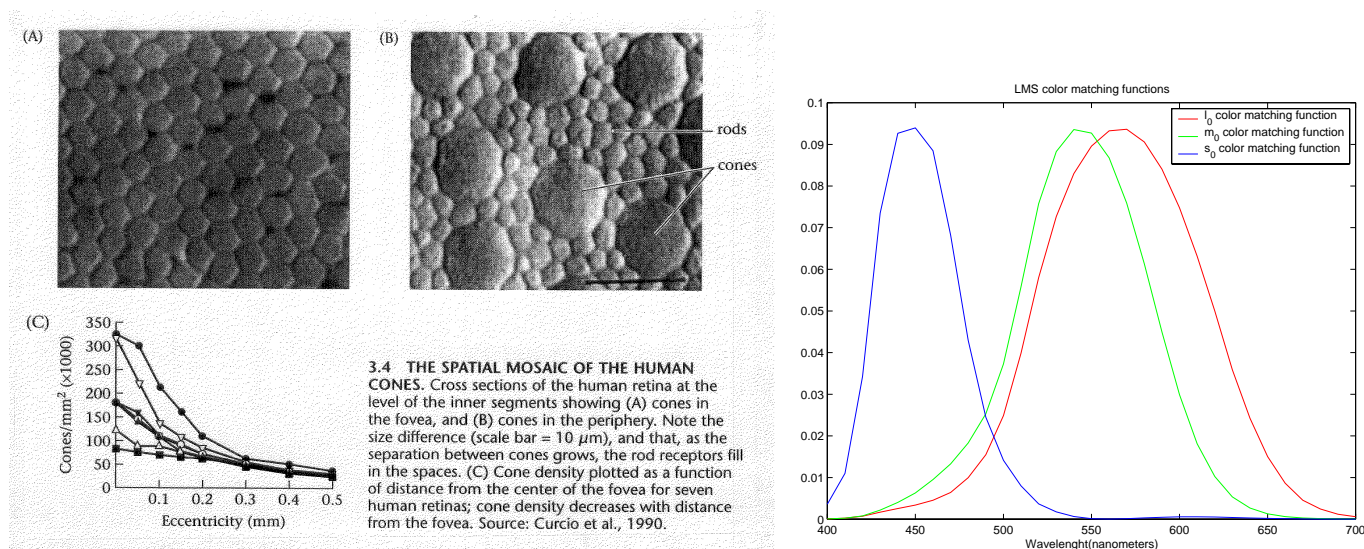 (A)
(B)
rods
cones
(C)
350
300
250
200
150
100
50
0
Cones/mm² (×1000)
0.1 0.2 0.3 0.4 0.5
Eccentricity (mm)
3.4 THE SPATIAL MOSAIC OF THE HUMAN
CONES. Cross sections of the human retina at the
level of the inner segments showing (A) cones in
the fovea, and (B) cones in the periphery. Note the
size difference (scale bar = 10 μm), and that, as the
separation between cones grows, the rod receptors fill
in the spaces. (C) Cone density plotted as a function
of distance from the center of the fovea for seven
human retinas; cone density decreases with distance
from the fovea. Source: Curcio et al., 1990.
LMS color matching functions
l₀ color matching function
m₀ color matching function
s₀ color matching function
0.1
0.09
0.08
0.07
0.06
0.05
0.04
0.03
0.02
0.01
0
400 450 500 550 600 650 700
Wavelenght(nanometers)